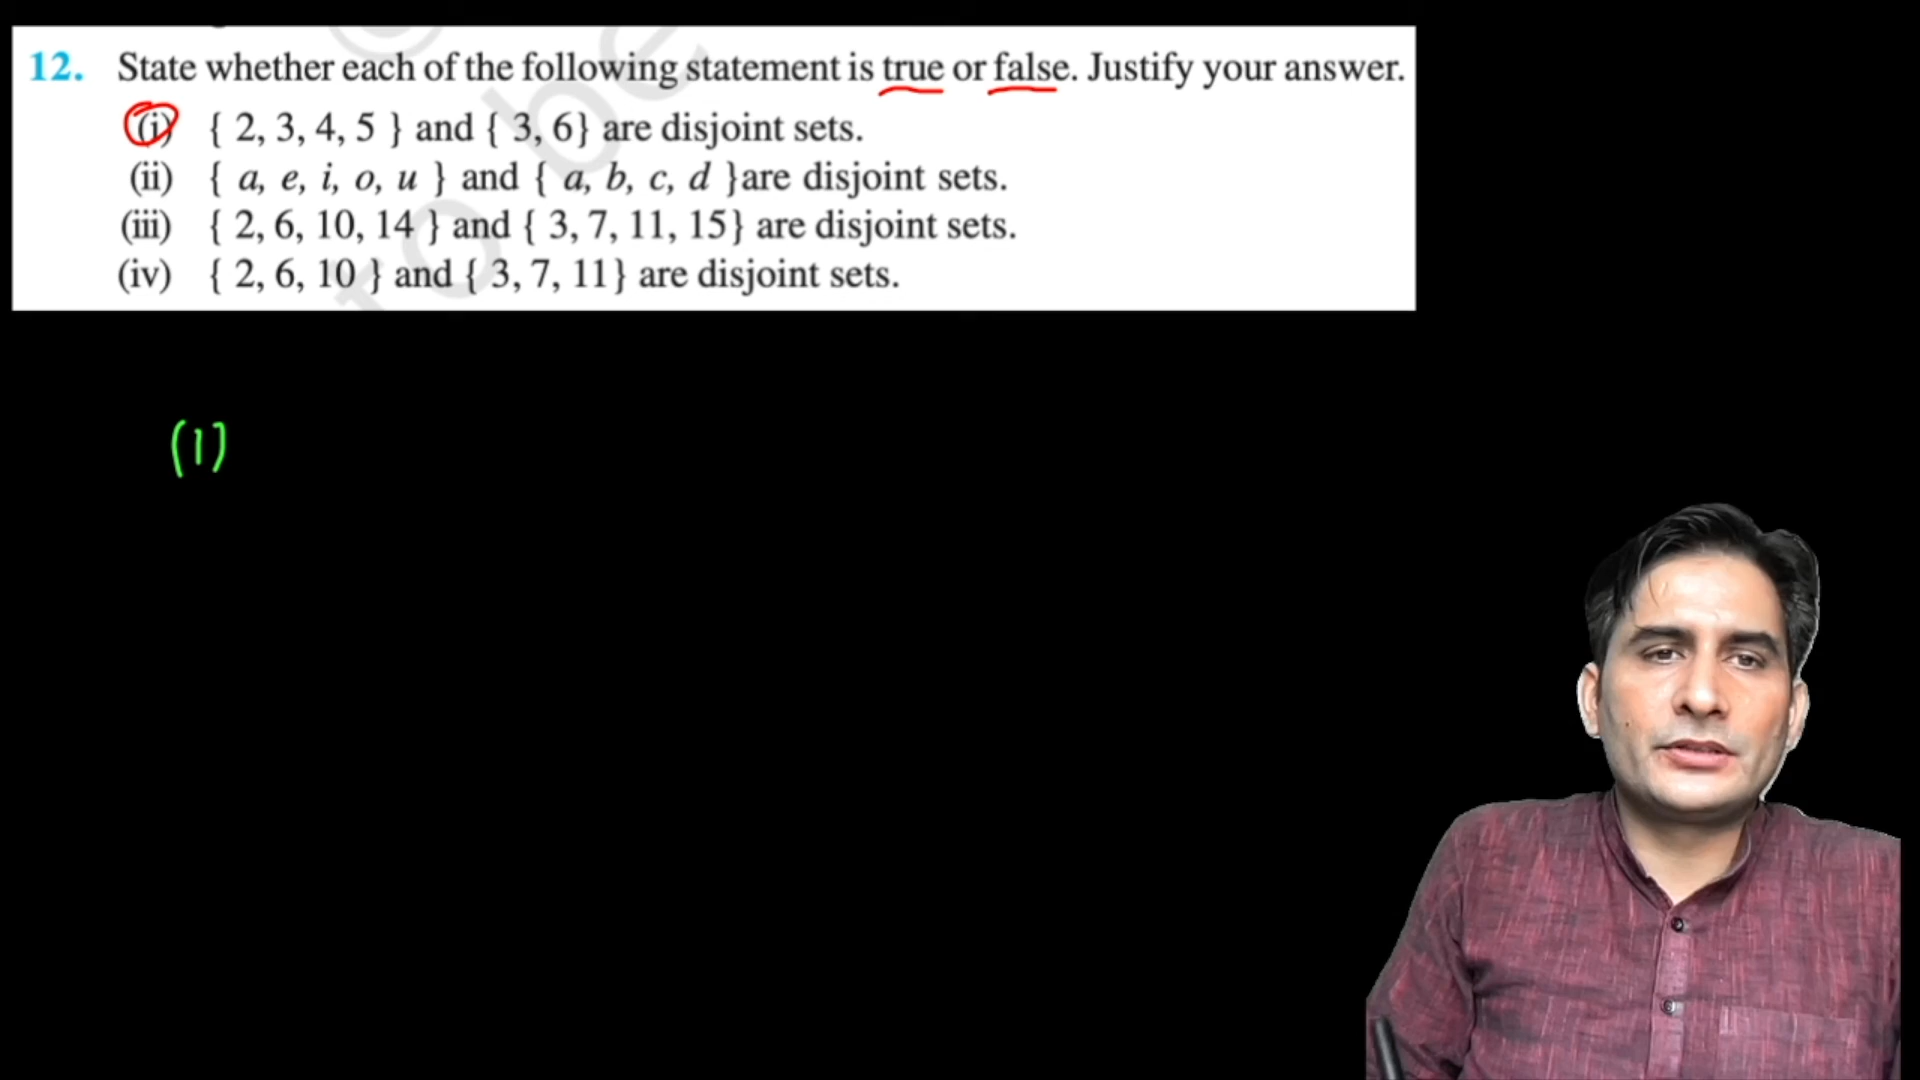 12. State whether each of the following statement is true or false. Justify your answer.
(i) { 2, 3, 4, 5 } and { 3, 6} are disjoint sets.
(ii) { a, e, i, o, u } and { a, b, c, d }are disjoint sets.
(iii) { 2, 6, 10, 14 } and { 3, 7, 11, 15} are disjoint sets.
(iv) { 2, 6, 10 } and { 3, 7, 11} are disjoint sets.
to be
(1)